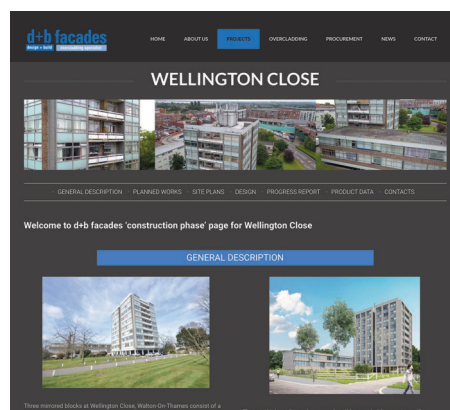 d+b facades
design + build overcladding specialist
HOME ABOUT US PROJECTS OVERCLADDING PROCUREMENT NEWS CONTACT
WELLINGTON CLOSE
GENERAL DESCRIPTION PLANNED WORKS SITE PLANS DESIGN PROGRESS REPORT PRODUCT DATA CONTACTS
Welcome to d+b facades 'construction phase' page for Wellington Close
GENERAL DESCRIPTION
Three mirrored blocks at Wellington Close, Walton-On-Thames consist of a